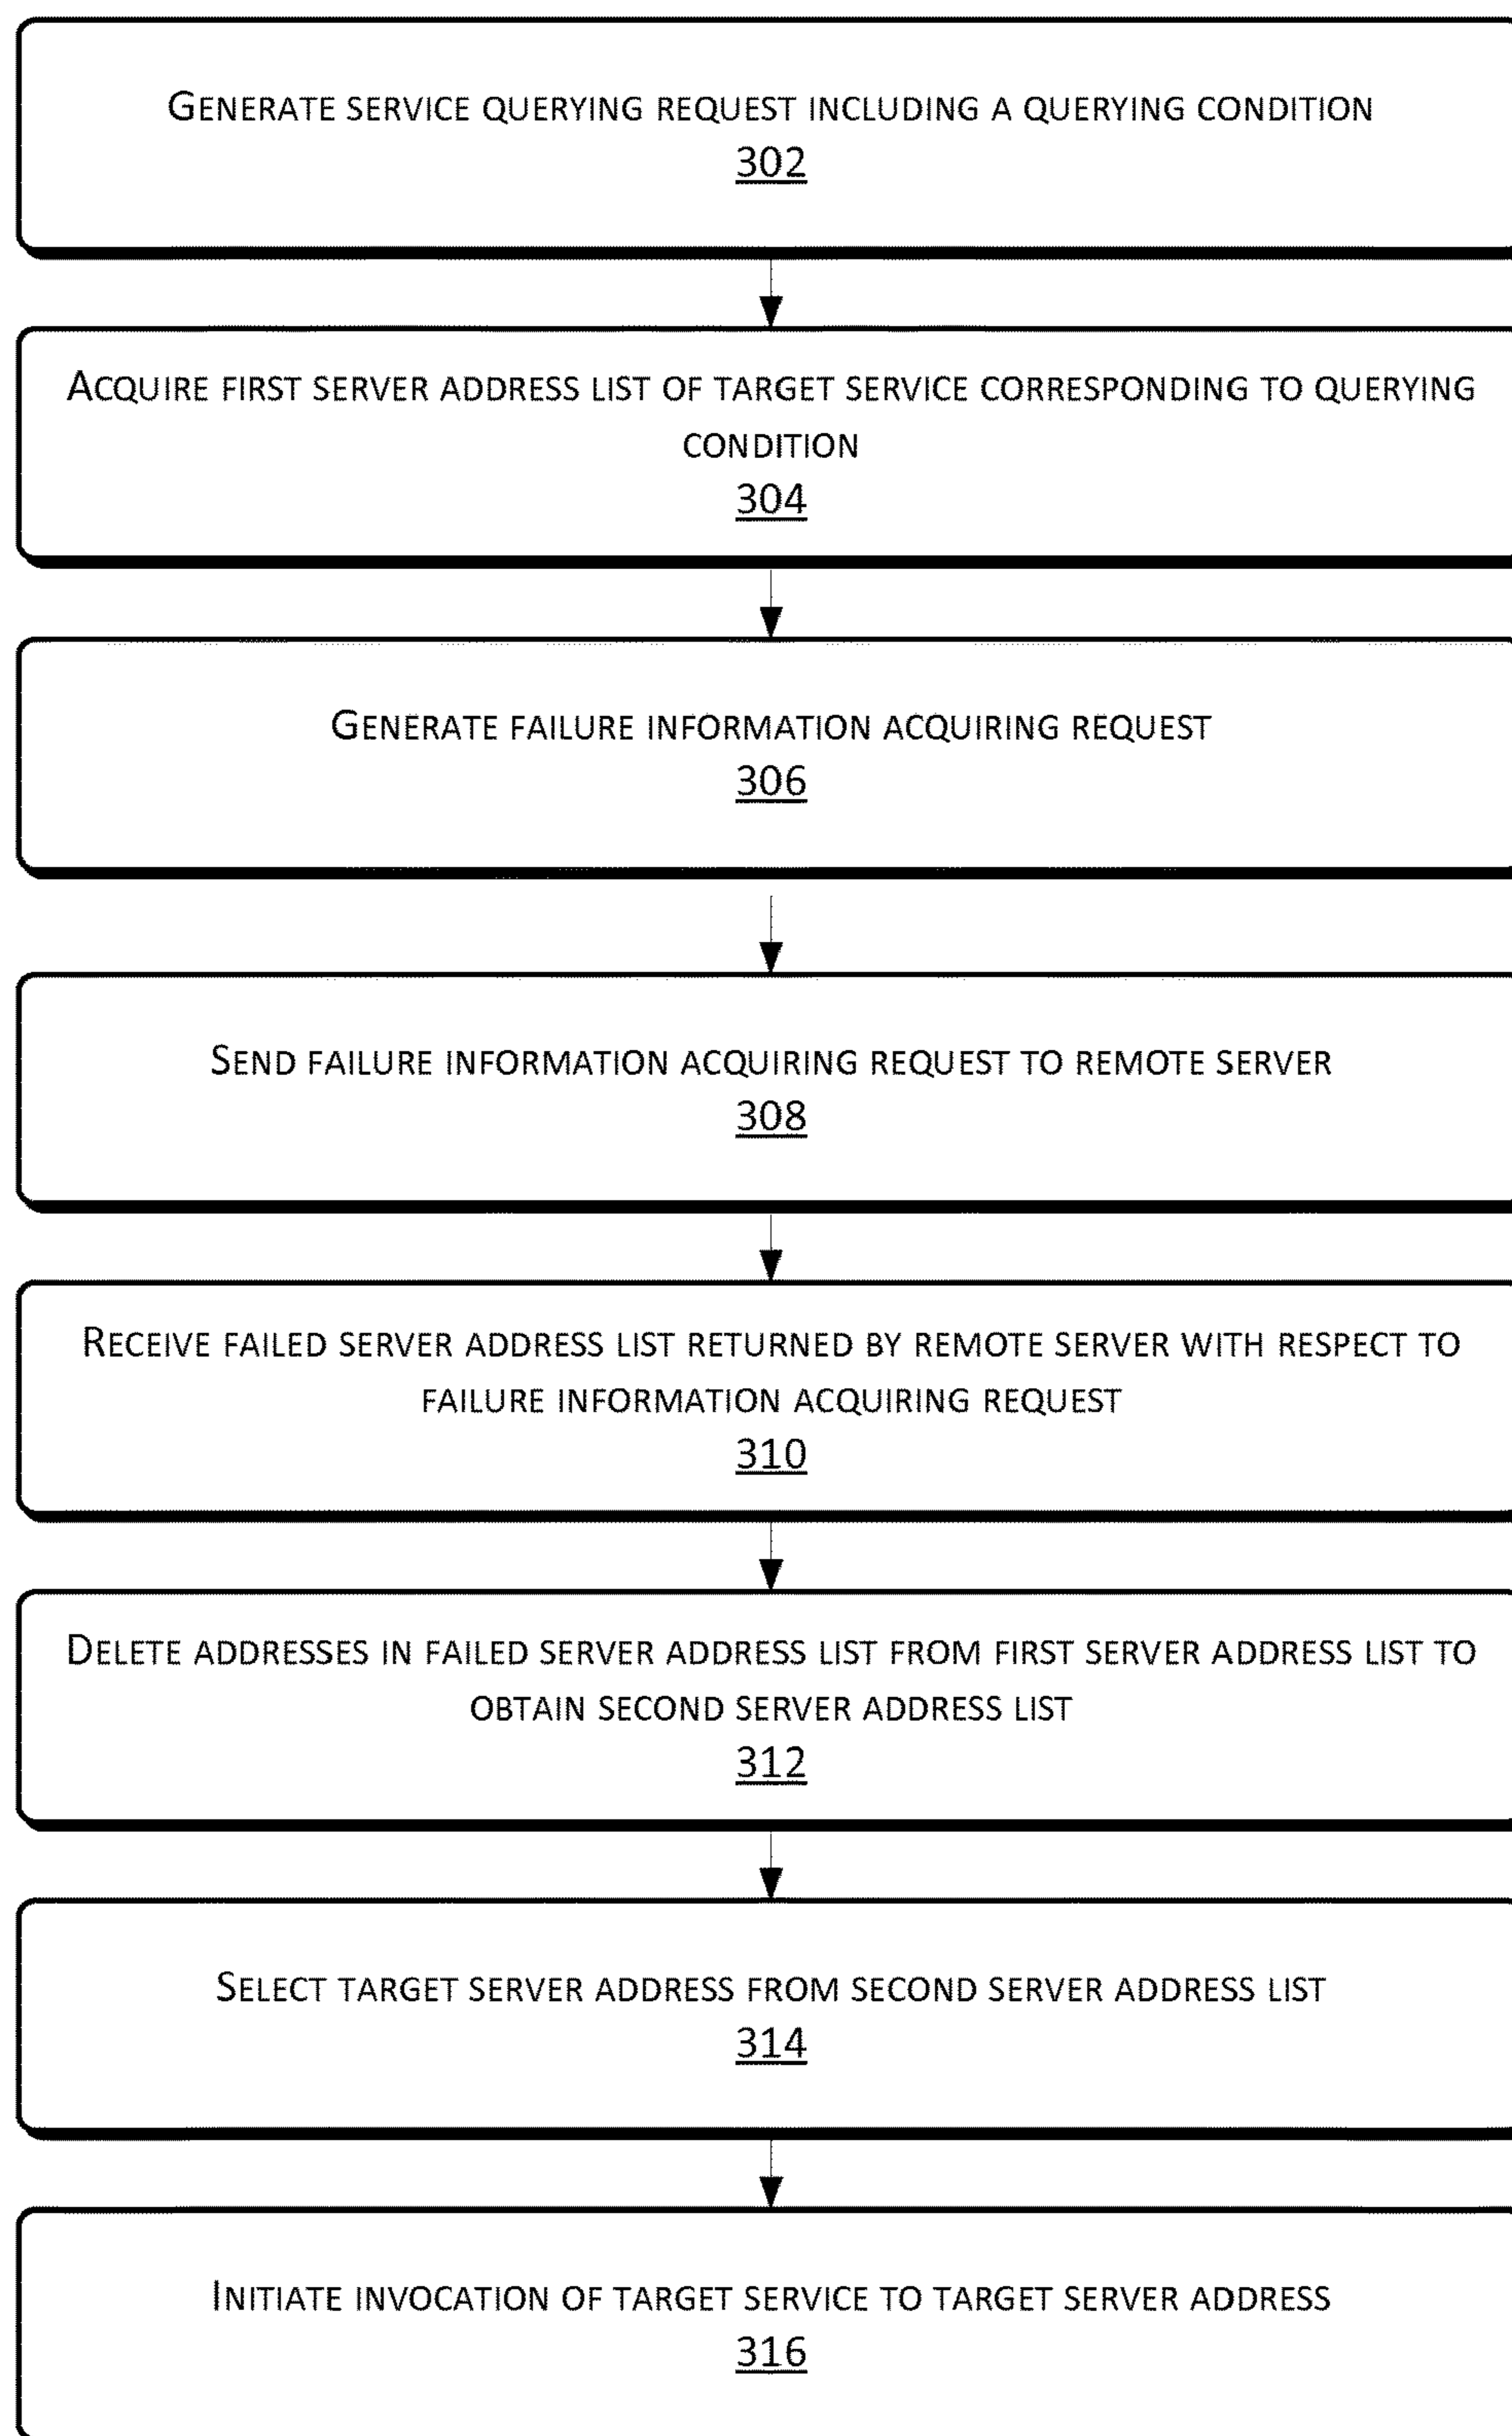 GENERATE SERVICE QUERYING REQUEST INCLUDING A QUERYING CONDITION
302
ACQUIRE FIRST SERVER ADDRESS LIST OF TARGET SERVICE CORRESPONDING TO QUERYING
CONDITION
304
GENERATE FAILURE INFORMATION ACQUIRING REQUEST
306
SEND FAILURE INFORMATION ACQUIRING REQUEST TO REMOTE SERVER
308
RECEIVE FAILED SERVER ADDRESS LIST RETURNED BY REMOTE SERVER WITH RESPECT TO
FAILURE INFORMATION ACQUIRING REQUEST
310
DELETE ADDRESSES IN FAILED SERVER ADDRESS LIST FROM FIRST SERVER ADDRESS LIST TO
OBTAIN SECOND SERVER ADDRESS LIST
312
SELECT TARGET SERVER ADDRESS FROM SECOND SERVER ADDRESS LIST
314
INITIATE INVOCATION OF TARGET SERVICE TO TARGET SERVER ADDRESS
316